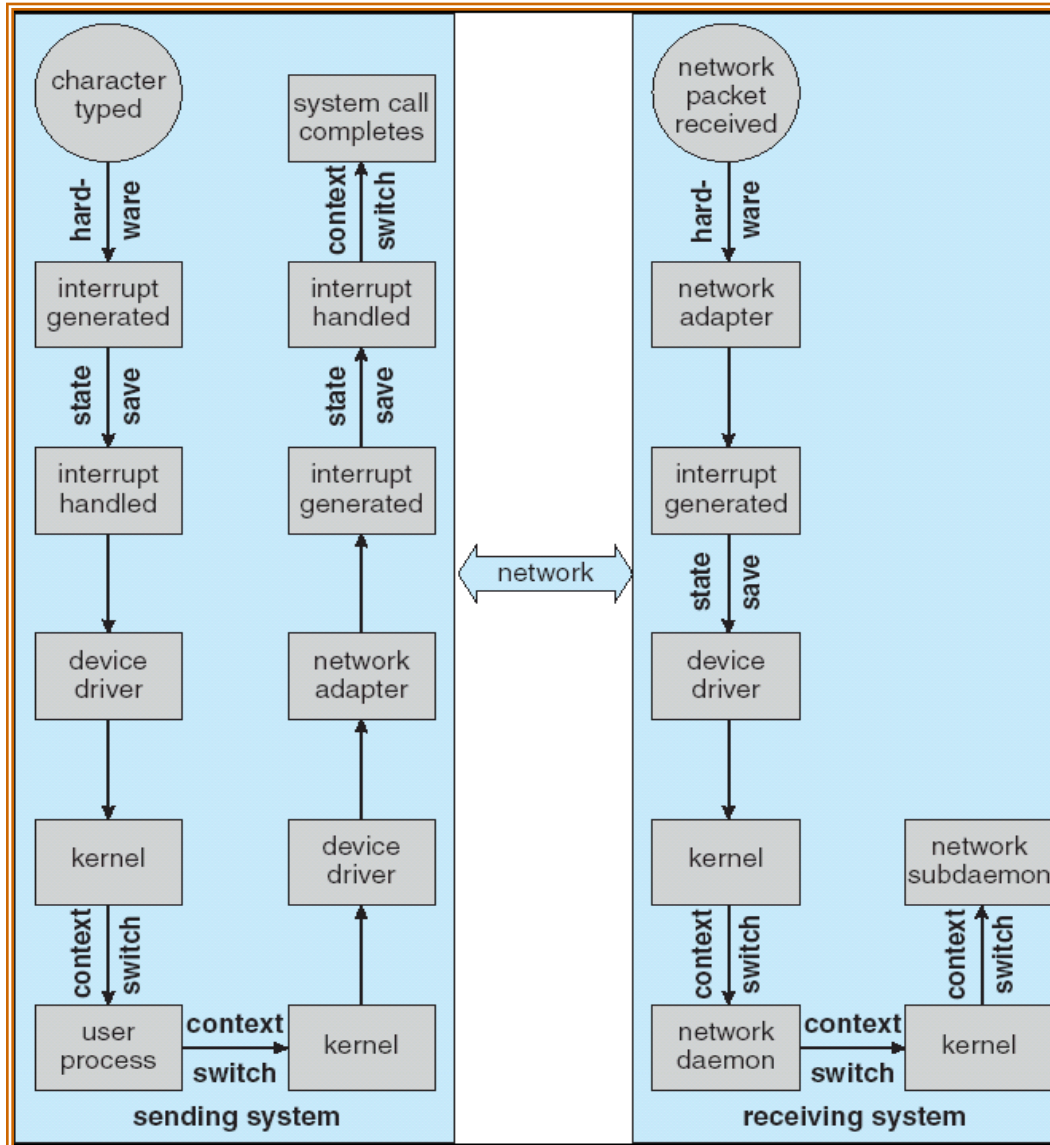 character
typed
hard-
ware
interrupt
generated
state
save
interrupt
handled
device
driver
kernel
context
switch
user
process
context
switch
kernel
device
driver
network
adapter
interrupt
generated
state
save
interrupt
handled
context
switch
system call
completes
sending system
network
network
packet
received
hard-
ware
network
adapter
interrupt
generated
state
save
device
driver
kernel
context
switch
network
daemon
context
switch
kernel
context
switch
network
subdaemon
receiving system